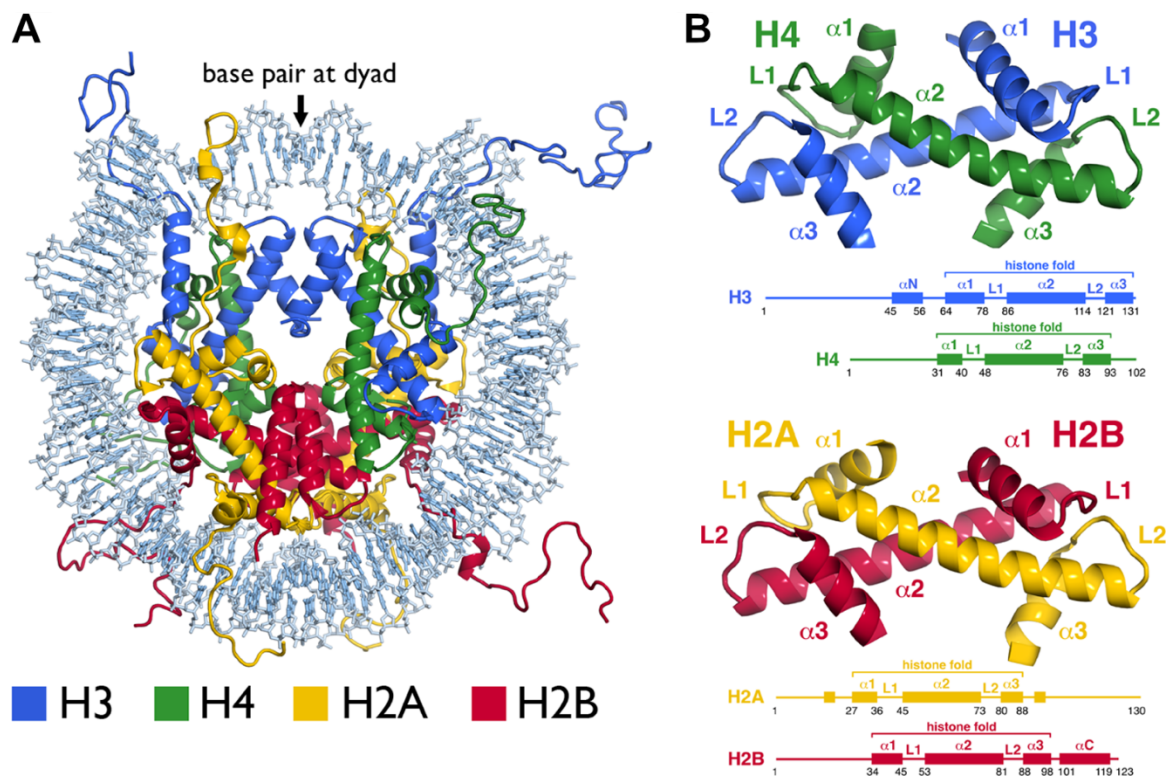 A
base pair at dyad
H3 H4 H2A H2B
B
H4 α1 α1 H3
L1 α2 L1
L2 L2
α2
α3 α3
histone fold
αN α1 L1 α2 L2 α3
H3
1 45 56 64 78 86 114 121 131
histone fold
α1 L1 α2 L2 α3
H4
1 31 40 48 76 83 93 102
H2A α1 α1 H2B
L1 α2 L1
L2 L2
α2
α3 α3
histone fold
α1 L1 α2 L2 α3
H2A
1 27 36 45 73 80 88 130
histone fold
α1 L1 α2 L2 α3 αC
H2B
1 34 45 53 81 88 98 101 119 123